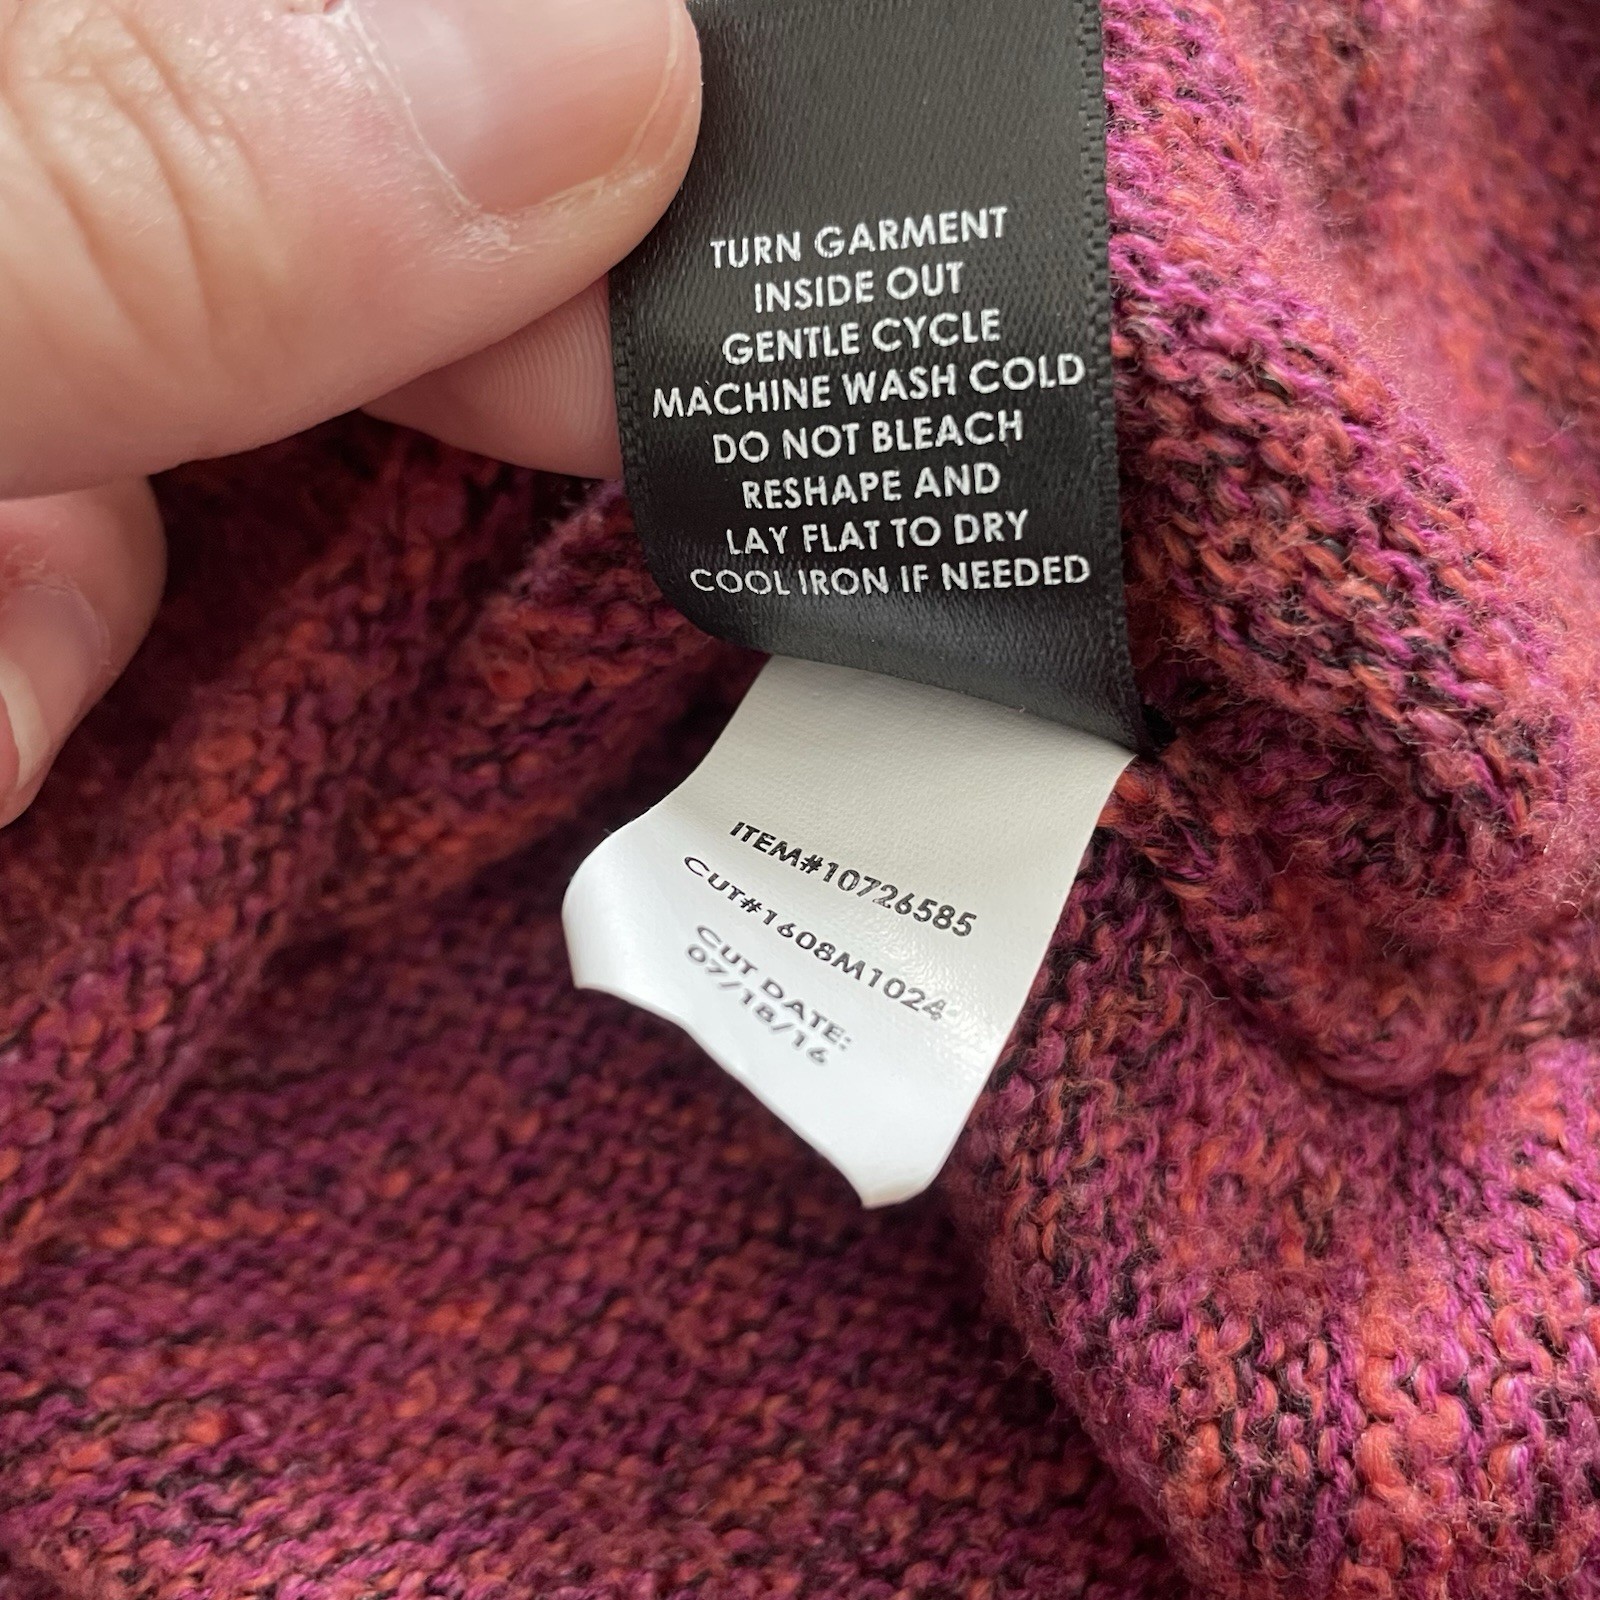 TURN GARMENT
INSIDE OUT
GENTLE CYCLE
MACHINE WASH COLD
DO NOT BLEACH
RESHAPE AND
LAY FLAT TO DRY
COOL IRON IF NEEDED
ITEM#10726585
CUT#1608M1024-
CUT DATE:
07/18/16